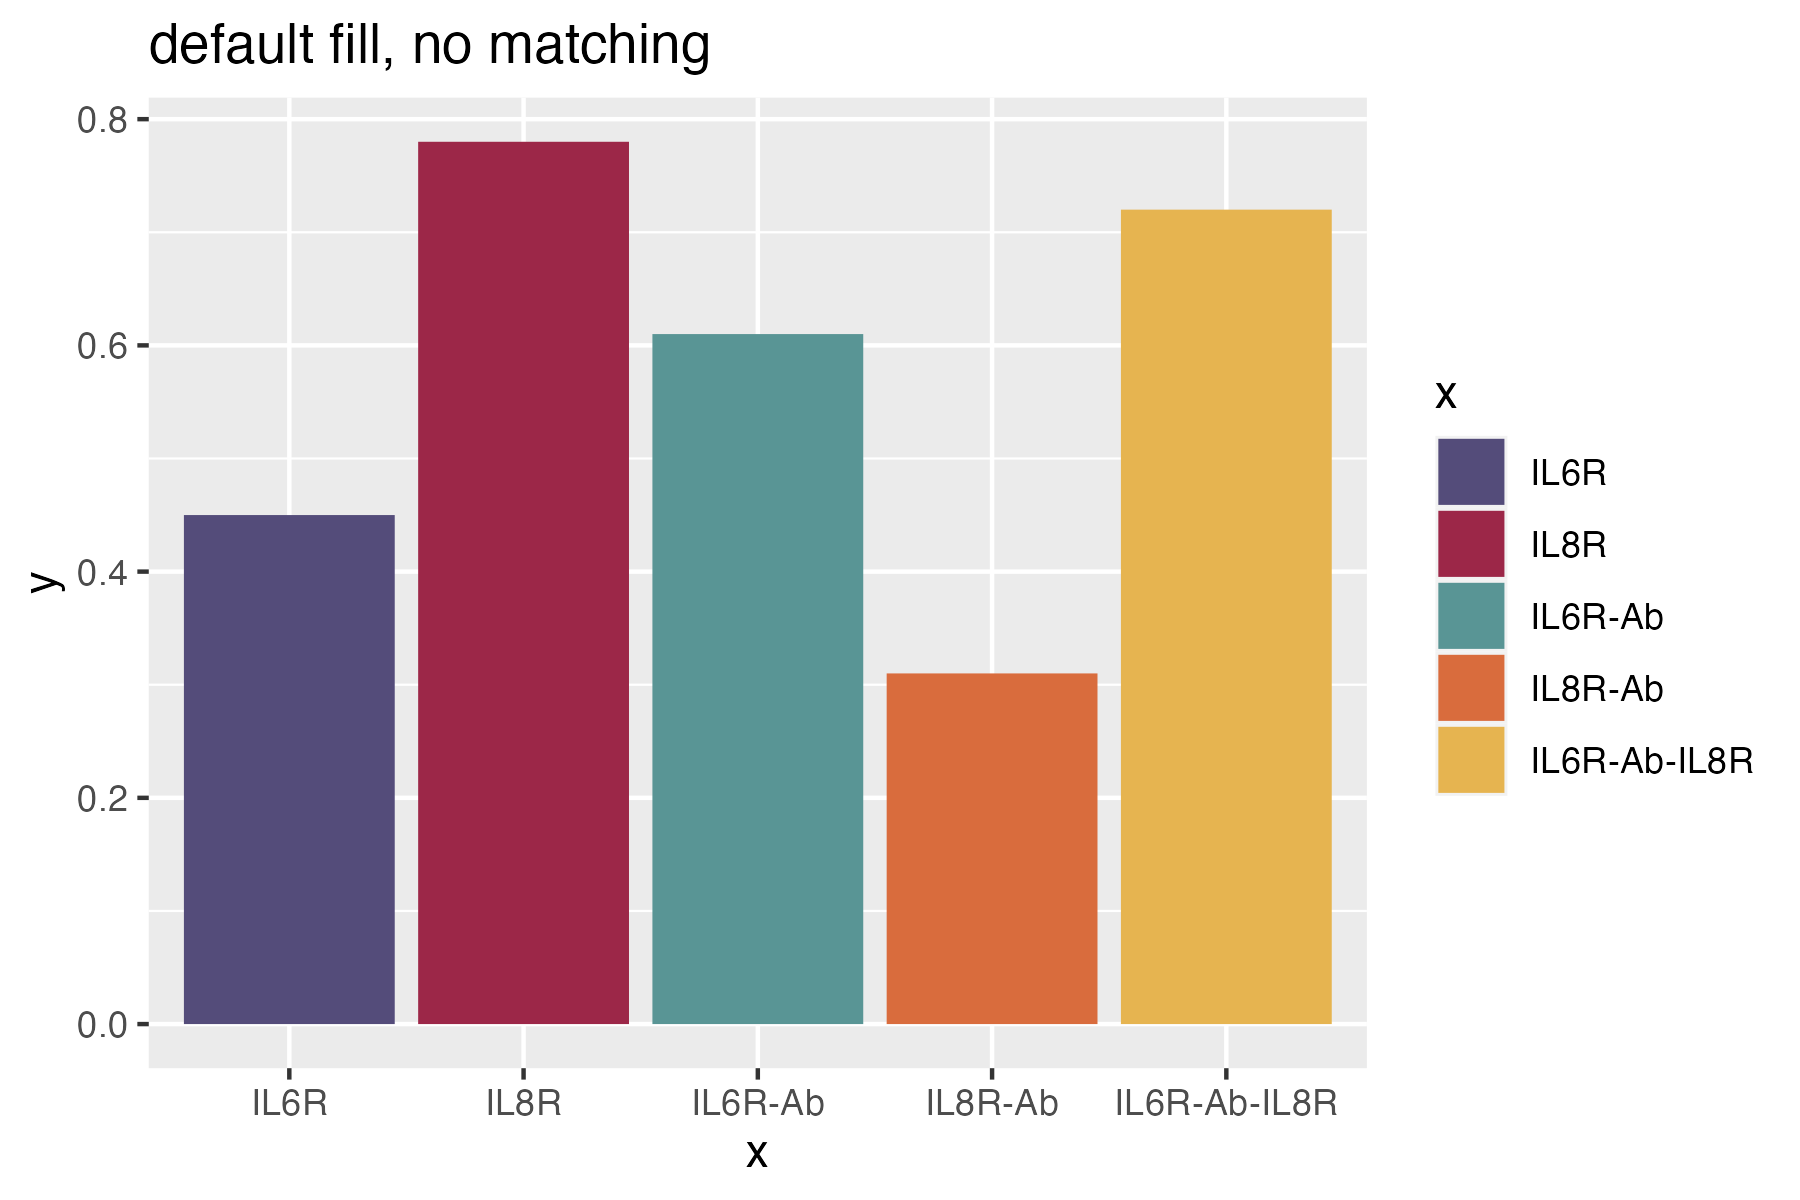 default fill, no matching
0.8
0.6
0.4
0.2
0.0
y
IL6R
IL8R
IL6R-Ab
IL8R-Ab
IL6R-Ab-IL8R
x
x
IL6R
IL8R
IL6R-Ab
IL8R-Ab
IL6R-Ab-IL8R